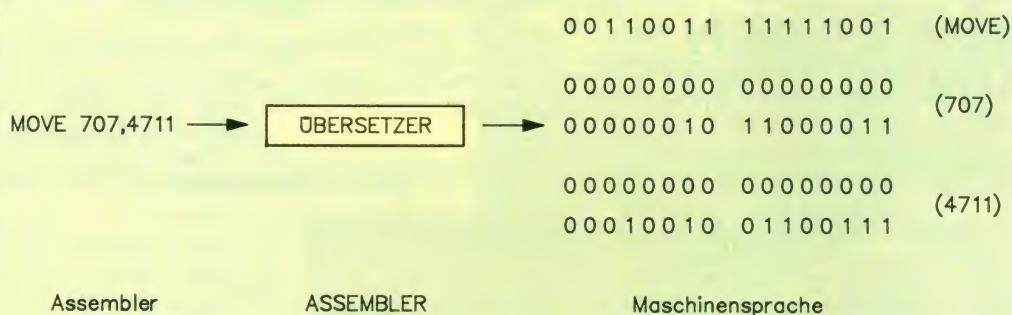 00110011 11111001 (MOVE)
00000000 00000000
(707)
MOVE 707,4711 ÜBERSETZER 00000010 11000011
00000000 00000000
(4711)
00010010 01100111
Assembler ASSEMBLER Maschinensprache